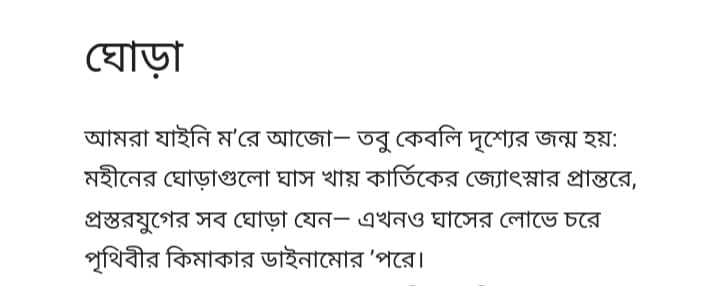 ঘোড়া
আমরা যাইনি ম’রে আজো— তবু কেবলি দৃশ্যের জন্ম হয়:
মহীনের ঘোড়াগুলো ঘাস খায় কার্তিকের জ্যোৎস্নার প্রান্তরে,
প্রস্তরযুগের সব ঘোড়া যেন— এখনও ঘাসের লোভে চরে
পৃথিবীর কিমাকার ডাইনামোর ’পরে।